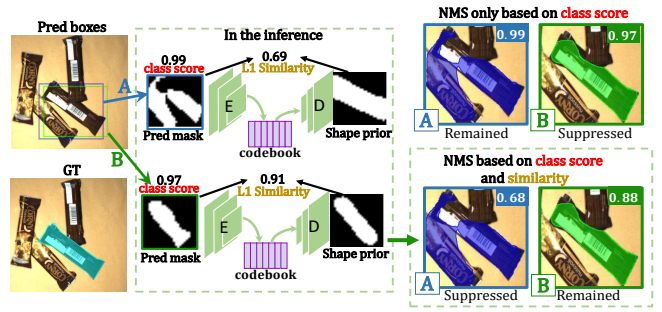 Pred boxes
A
B
GT
In the inference
0.99
class score
0.69
L1 Similarity
E
D
Pred mask
codebook
Shape prior
0.97
class score
0.91
L1 Similarity
E
D
Pred mask
codebook
Shape prior
NMS only based on class score
0.99
0.97
A
B
Remained
Suppressed
NMS based on class score
and similarity
0.68
0.88
A
B
Suppressed
Remained